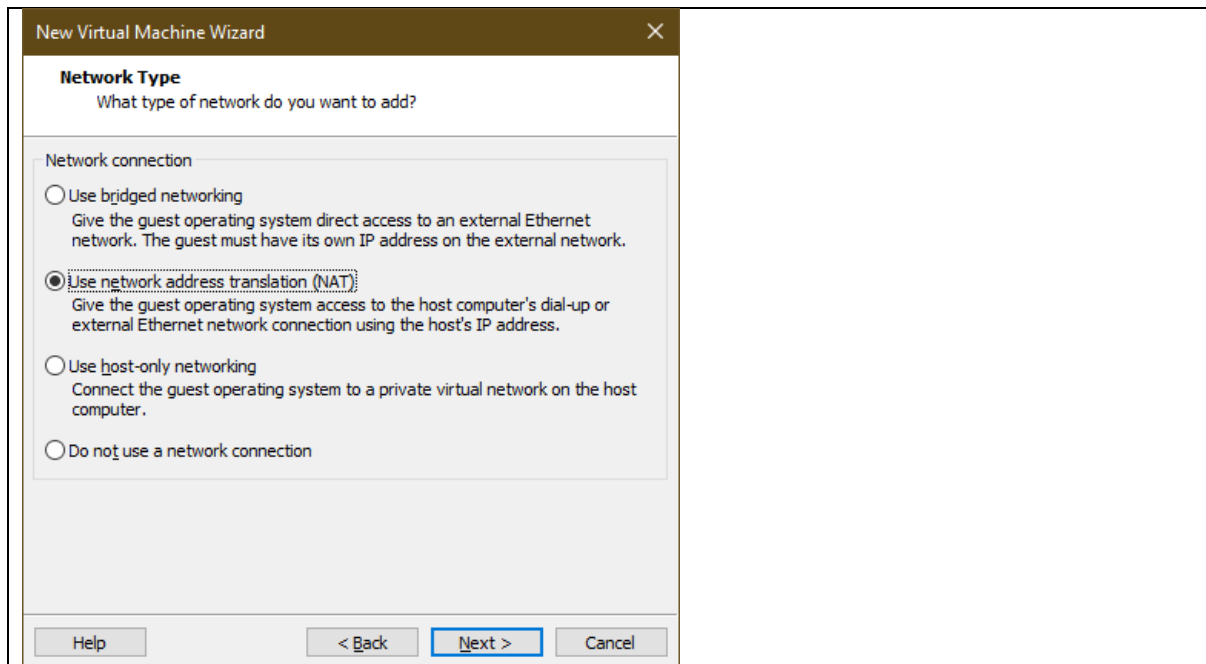 New Virtual Machine Wizard
Network Type
What type of network do you want to add?
Network connection
Use bridged networking
Give the guest operating system direct access to an external Ethernet
network. The guest must have its own IP address on the external network.
Use network address translation (NAT)
Give the guest operating system access to the host computer's dial-up or
external Ethernet network connection using the host's IP address.
Use host-only networking
Connect the guest operating system to a private virtual network on the host
computer.
Do not use a network connection
Help
< Back
Next >
Cancel